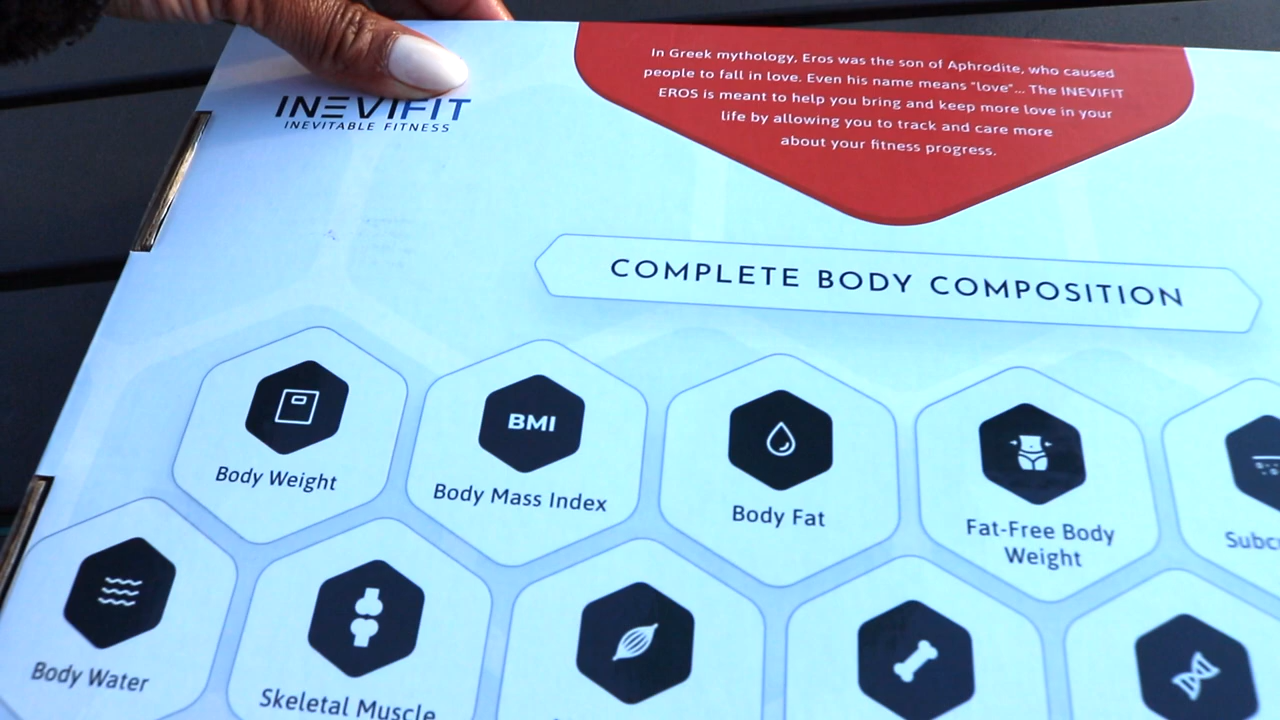 INEVIFIT
INEVITABLE FITNESS
In Greek mythology, Eros was the son of Aphrodite, who caused
people to fall in love. Even his name means "love"... The INEVIFIT
EROS is meant to help you bring and keep more love in your
life by allowing you to track and care more
about your fitness progress.
COMPLETE BODY COMPOSITION
BMI
Body Weight
Body Mass Index
Body Fat
Fat-Free Body
Weight
Body Water
Skeletal Muscle